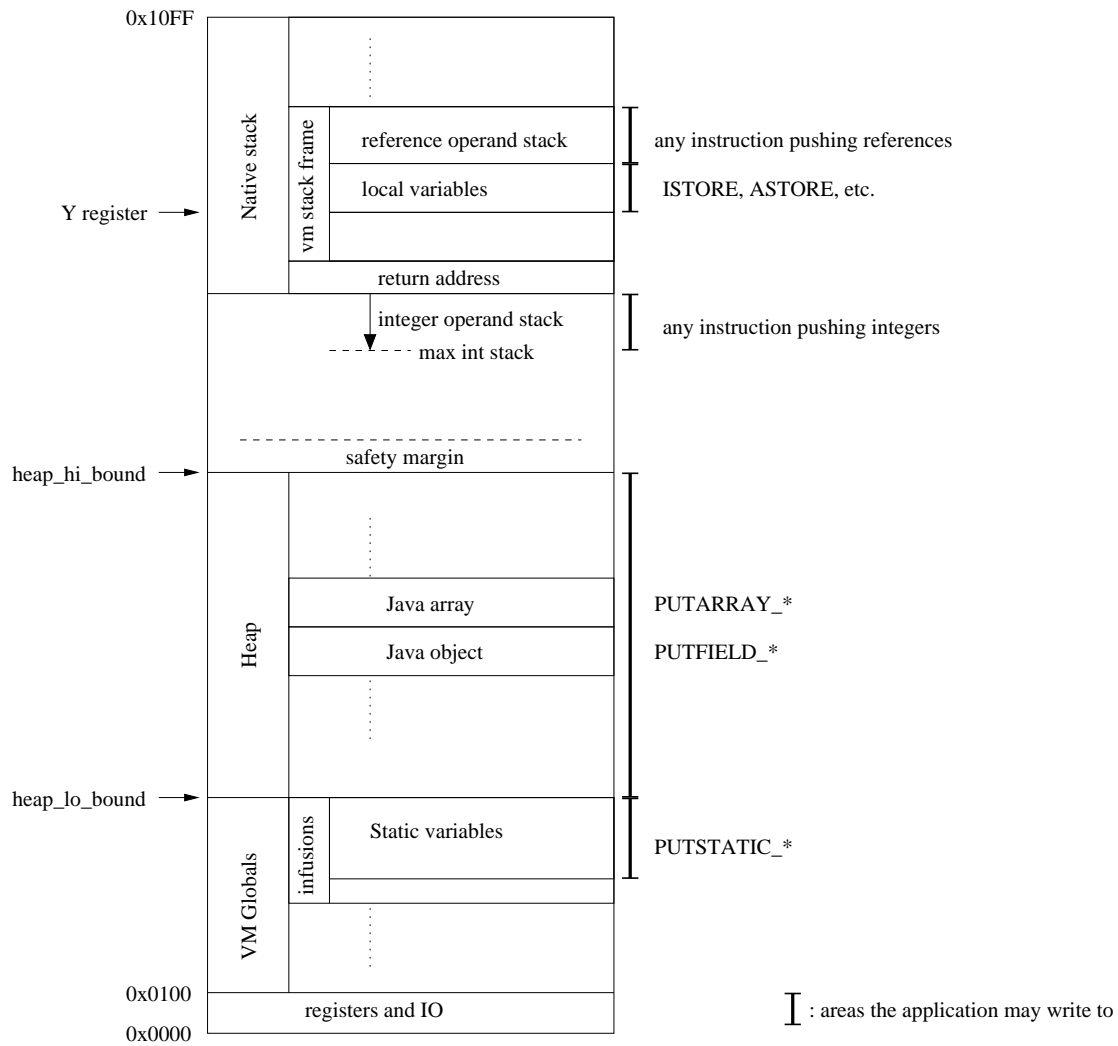 0x10FF
Native stack
vm stack frame
reference operand stack
any instruction pushing references
local variables
ISTORE, ASTORE, etc.
Y register
return address
integer operand stack
any instruction pushing integers
max int stack
safety margin
heap_hi_bound
Heap
Java array
PUTARRAY_*
Java object
PUTFIELD_*
heap_lo_bound
VM Globals
infusions
Static variables
PUTSTATIC_*
0x0100
registers and IO
: areas the application may write to
0x0000